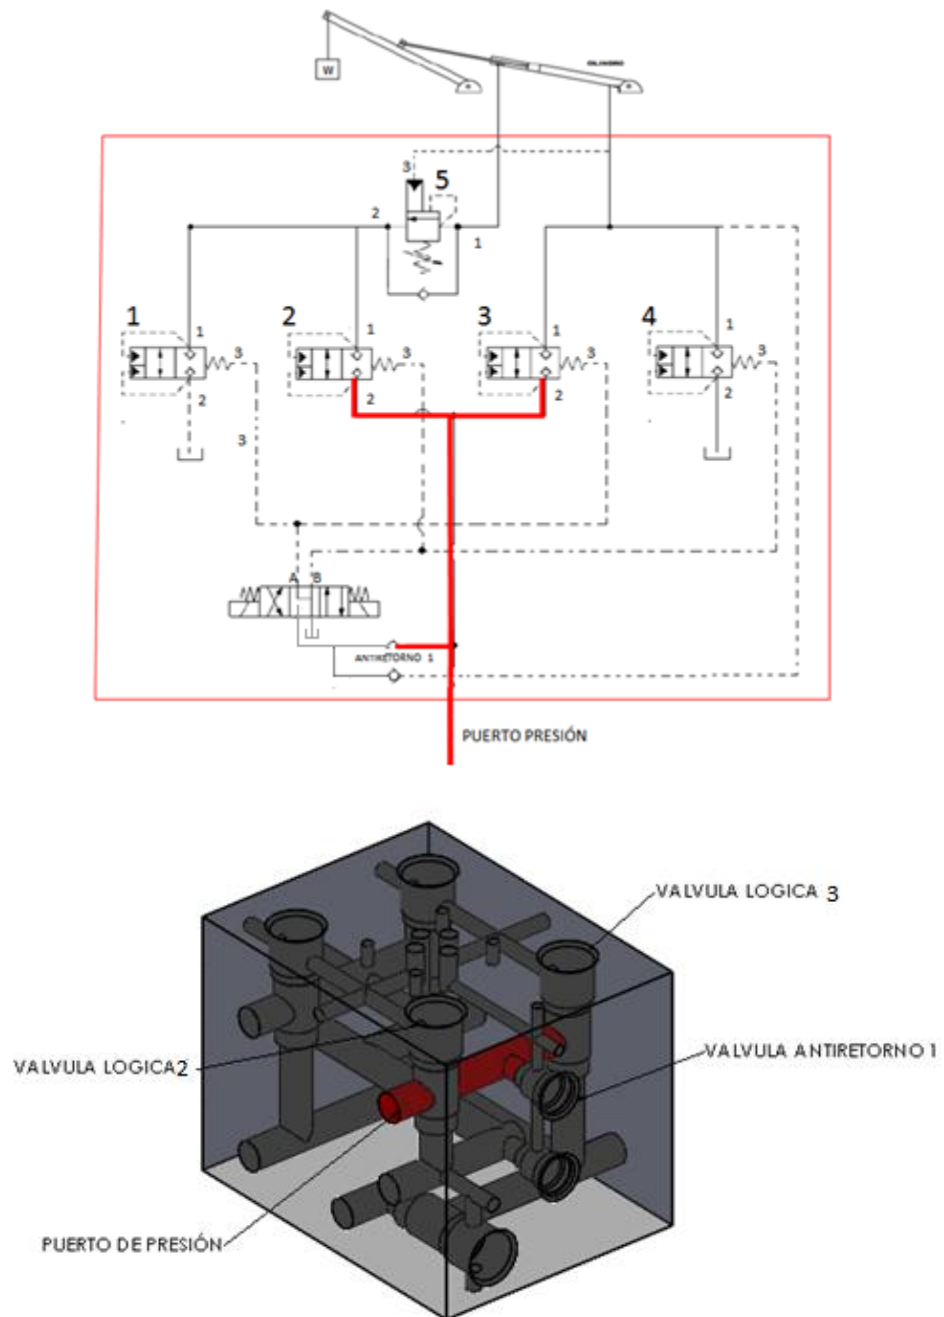 W
CILINDRO
3
5
2
1
1
2
3
4
1
1
1
1
3
3
3
3
2
2
2
2
3
A B
ANTIRETORNO 1
PUERTO PRESIÓN
VALVULA LOGICA 3
VALVULA LOGICA2
VALVULA ANTIRETORNO 1
PUERTO DE PRESIÓN